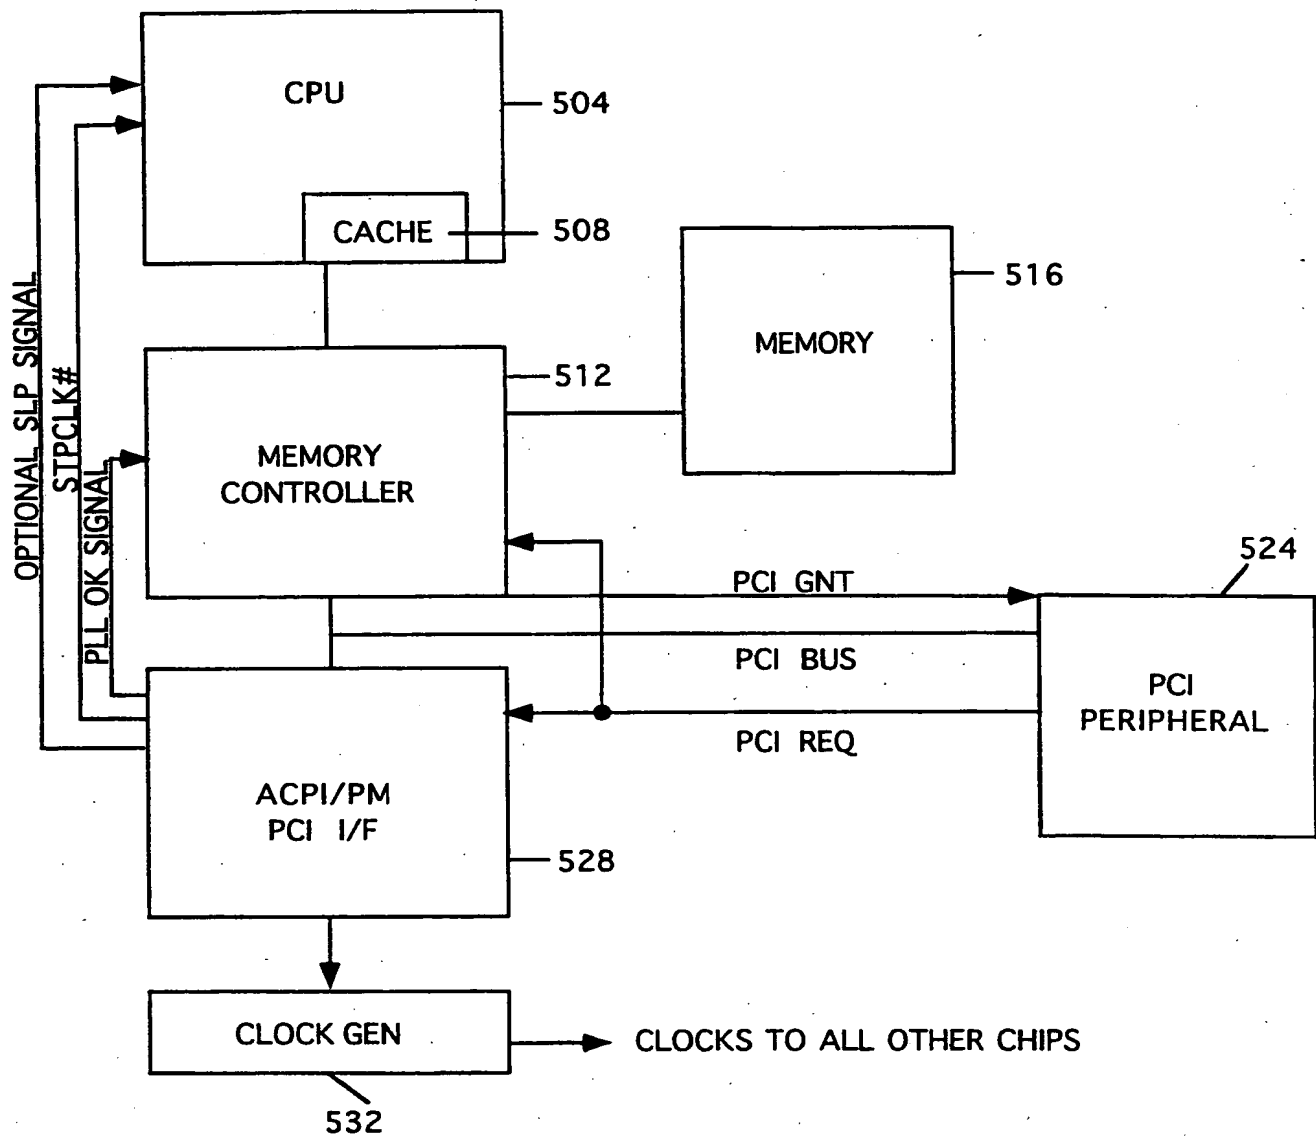 CPU
504
CACHE
508
516
MEMORY
OPTIONAL SLP SIGNAL
STPCLK#
PLL OK SIGNAL
512
MEMORY
CONTROLLER
524
PCI GNT
PCI BUS
PCI REQ
PCI
PERIPHERAL
ACPI/PM
PCI I/F
528
CLOCK GEN
CLOCKS TO ALL OTHER CHIPS
532